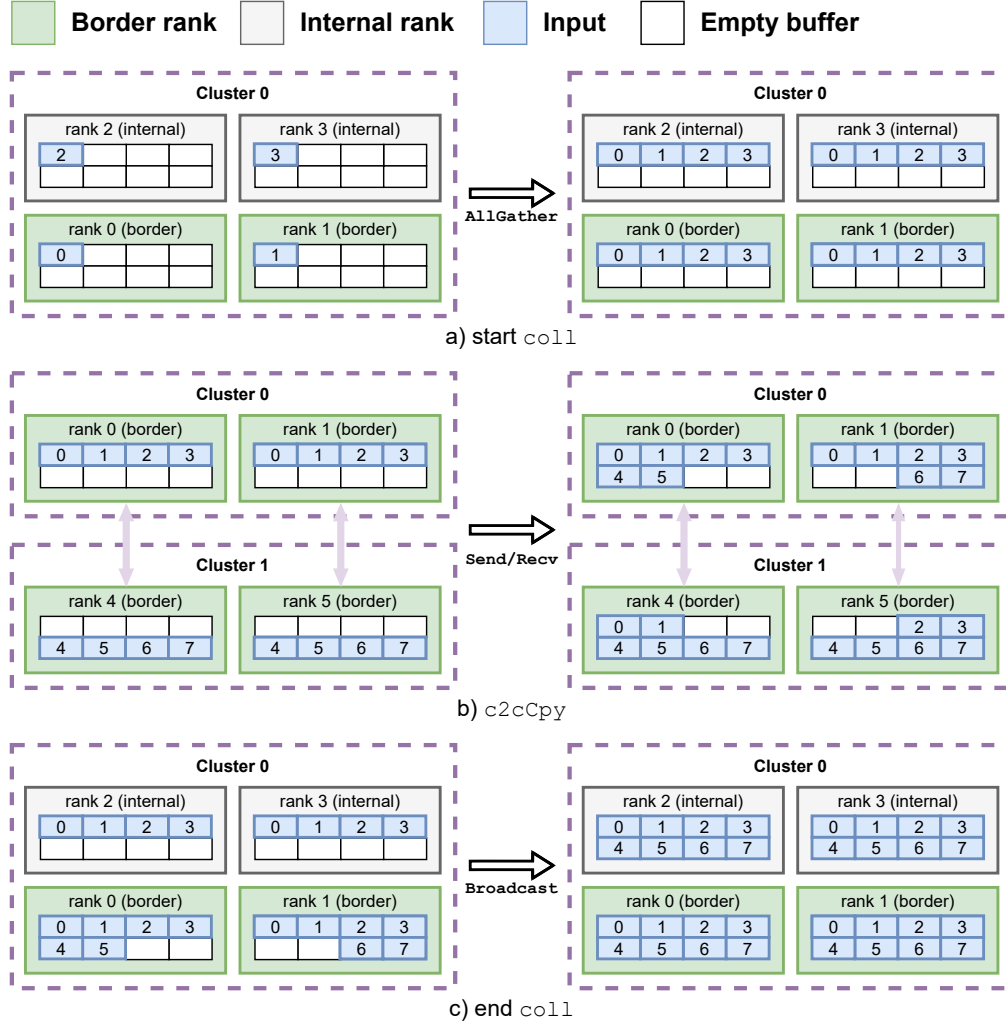 Border rank Internal rank Input Empty buffer
Cluster 0 Cluster 0
rank 2 (internal) rank 3 (internal) rank 2 (internal) rank 3 (internal)
2 3 0 1 2 3 0 1 2 3
AllGather
rank 0 (border) rank 1 (border) rank 0 (border) rank 1 (border)
0 1 0 1 2 3 0 1 2 3
a) start coll
Cluster 0 Cluster 0
rank 0 (border) rank 1 (border) rank 0 (border) rank 1 (border)
0 1 2 3 0 1 2 3 0 1 2 3 0 1 2 3
4 5 6 7
Send/Recv
Cluster 1 Cluster 1
rank 4 (border) rank 5 (border) rank 4 (border) rank 5 (border)
0 1 2 3
4 5 6 7 4 5 6 7 4 5 6 7 4 5 6 7
b) c2cCpy
Cluster 0 Cluster 0
rank 2 (internal) rank 3 (internal) rank 2 (internal) rank 3 (internal)
0 1 2 3 0 1 2 3 0 1 2 3 0 1 2 3
4 5 6 7 4 5 6 7
Broadcast
rank 0 (border) rank 1 (border) rank 0 (border) rank 1 (border)
0 1 2 3 0 1 2 3 0 1 2 3 0 1 2 3
4 5 6 7 4 5 6 7 4 5 6 7
c) end coll